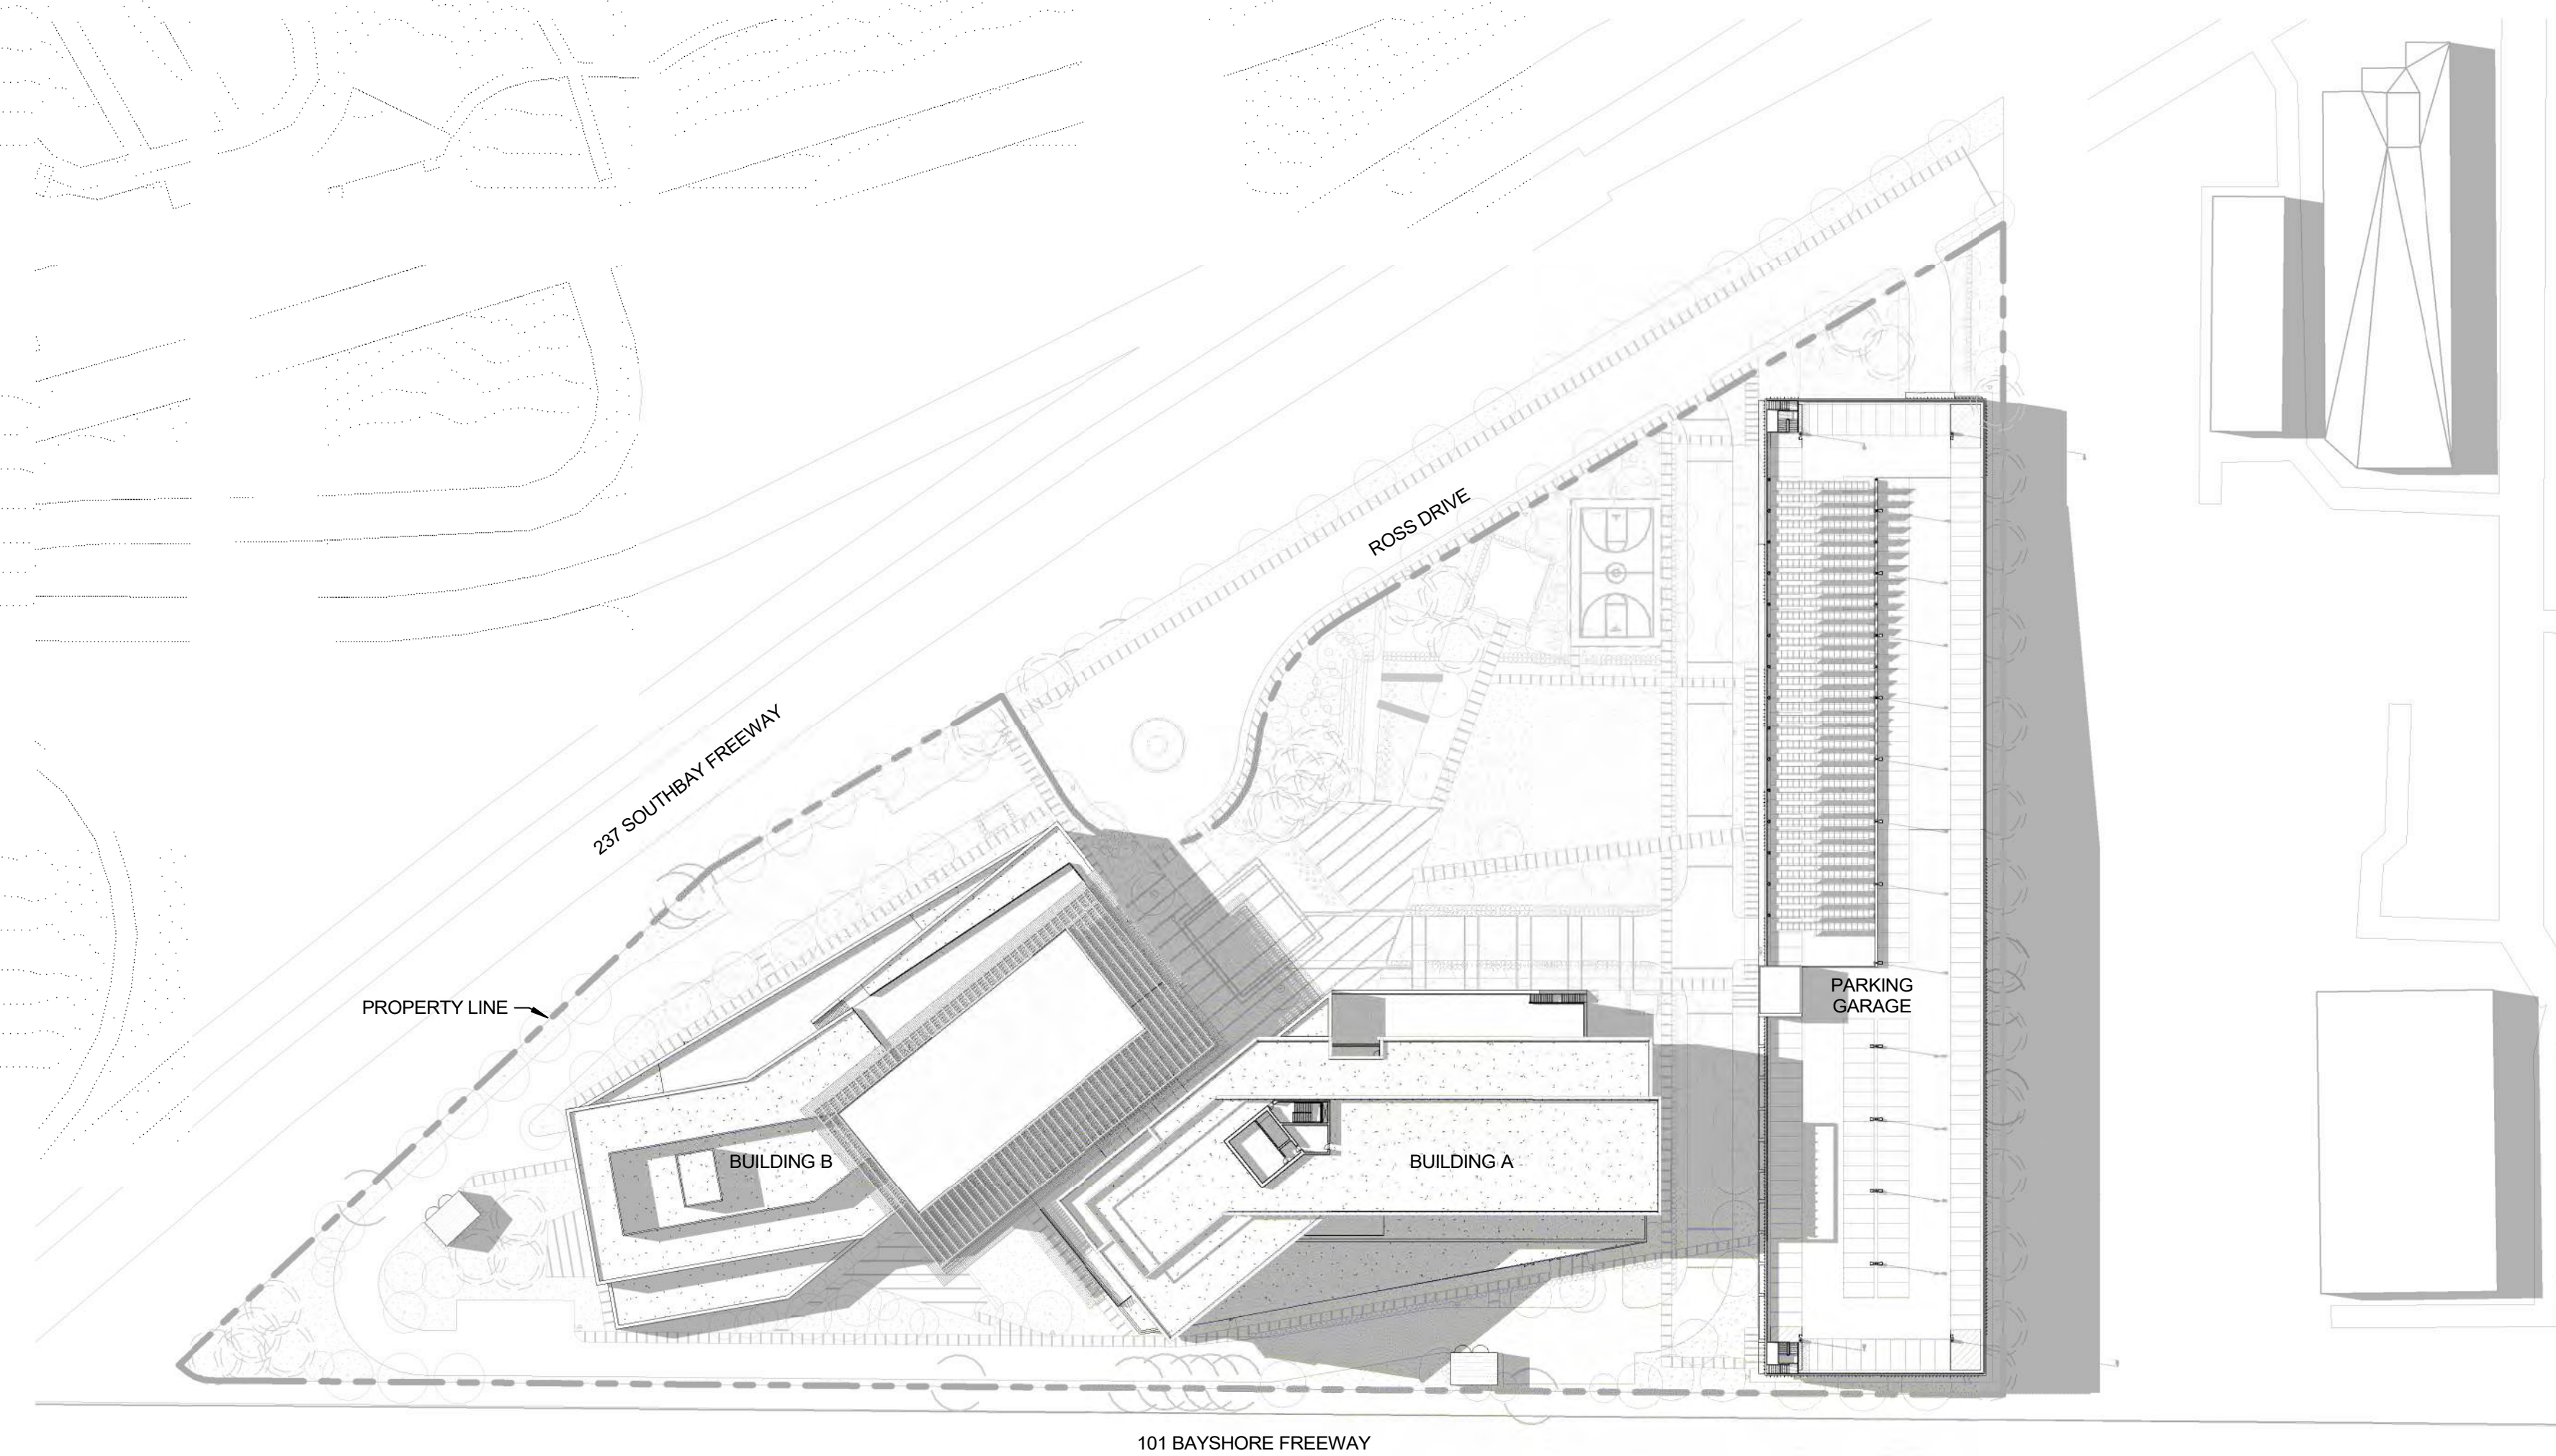 ROSS DRIVE
237 SOUTHBAY FREEWAY
PROPERTY LINE
PARKING
GARAGE
BUILDING B
BUILDING A
101 BAYSHORE FREEWAY